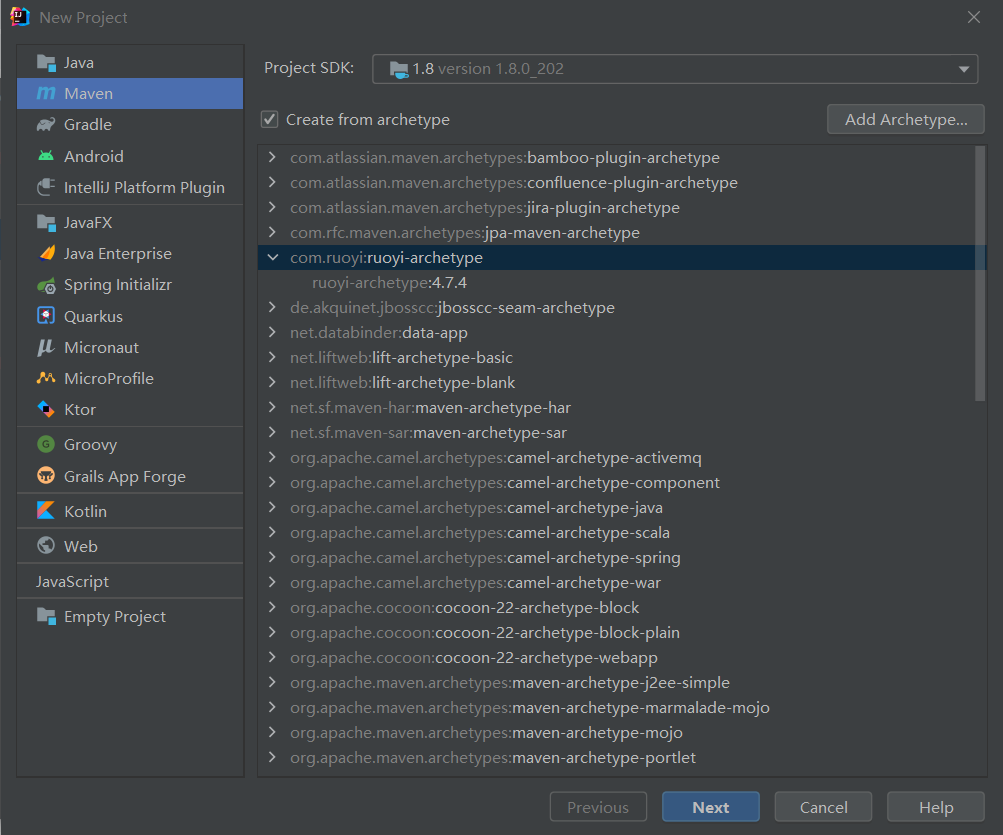 New Project
Java
Maven
Gradle
Android
IntelliJ Platform Plugin
JavaFX
Java Enterprise
Spring Initializr
Quarkus
Micronaut
MicroProfile
Ktor
Groovy
Grails App Forge
Kotlin
Web
JavaScript
Empty Project
Project SDK: 1.8 version 1.8.0_202
Create from archetype Add Archetype...
com.atlassian.maven.archetypes:bamboo-plugin-archetype
com.atlassian.maven.archetypes:confluence-plugin-archetype
com.atlassian.maven.archetypes:jira-plugin-archetype
com.rfc.maven.archetypes:jpa-maven-archetype
com.ruoyi:ruoyi-archetype
ruoyi-archetype:4.7.4
de.akquinet.jbosscc:jbosscc-seam-archetype
net.databinder:data-app
net.liftweb:lift-archetype-basic
net.liftweb:lift-archetype-blank
net.sf.maven-har:maven-archetype-har
net.sf.maven-sar:maven-archetype-sar
org.apache.camel.archetypes:camel-archetype-activemq
org.apache.camel.archetypes:camel-archetype-component
org.apache.camel.archetypes:camel-archetype-java
org.apache.camel.archetypes:camel-archetype-scala
org.apache.camel.archetypes:camel-archetype-spring
org.apache.camel.archetypes:camel-archetype-war
org.apache.cocoon:cocoon-22-archetype-block
org.apache.cocoon:cocoon-22-archetype-block-plain
org.apache.cocoon:cocoon-22-archetype-webapp
org.apache.maven.archetypes:maven-archetype-j2ee-simple
org.apache.maven.archetypes:maven-archetype-marmalade-mojo
org.apache.maven.archetypes:maven-archetype-mojo
org.apache.maven.archetypes:maven-archetype-portlet
Previous Next Cancel Help